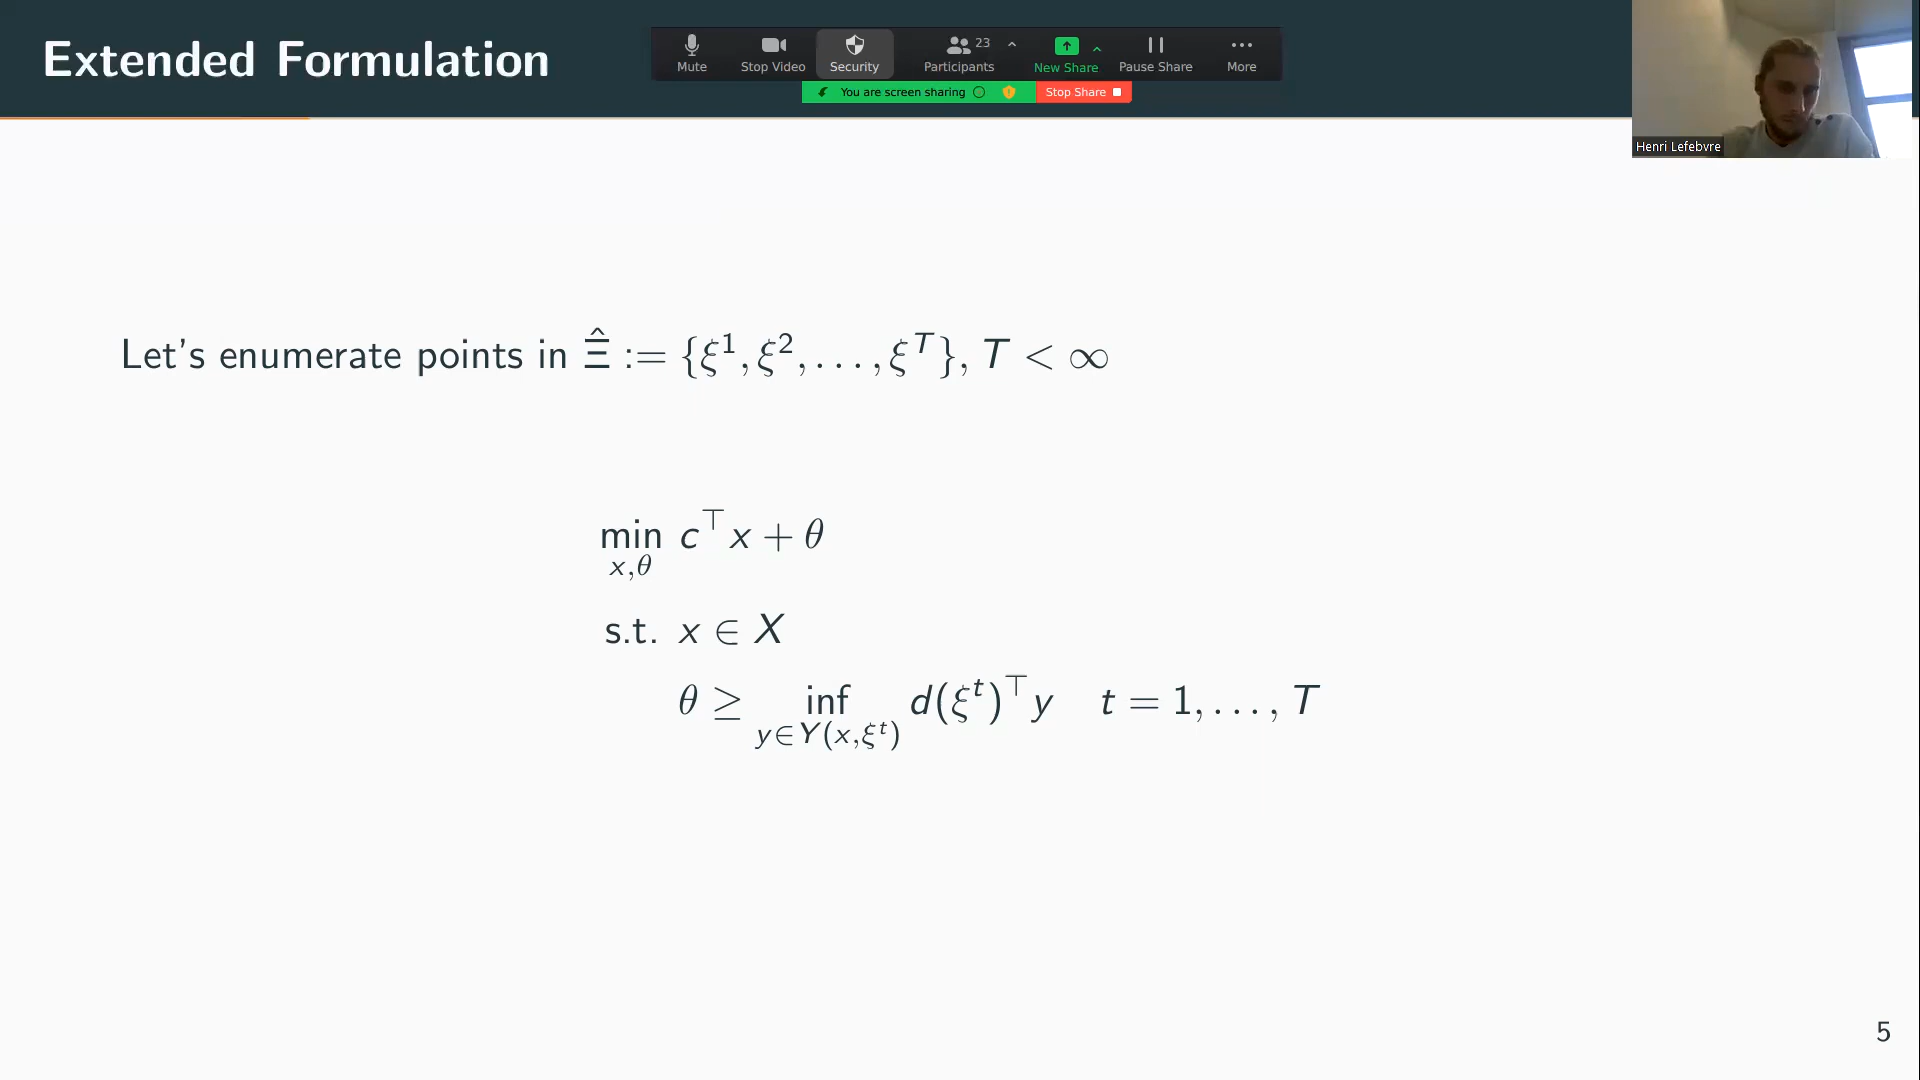 Extended Formulation
Mute
Stop Video
Security
Participants 23
New Share
Pause Share
More
You are screen sharing
Stop Share
Henri Lefebvre
Let's enumerate points in Ξ̂ := {ξ¹, ξ², . . . , ξᵀ}, T < ∞
min c⊤x + θ
x,θ
s.t. x ∈ X
θ ≥ inf d(ξᵗ)⊤y t = 1, . . . , T
y∈Y(x,ξᵗ)
5